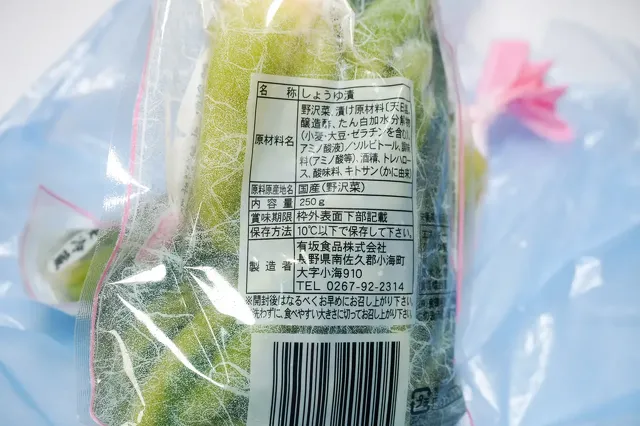 名称 しょうゆ漬
原材料名 野沢菜、漬け原材料〔天日塩、
醸造酢、たん白加水分解物
(小麦・大豆・ゼラチンを含む)、
アミノ酸液〕/ソルビトール、調味
料(アミノ酸等)、酒精、トレハロー
ス、酸味料、キトサン(かに由来)
原料原産地名 国産(野沢菜)
内容量 250g
賞味期限 枠外表面下部記載
保存方法 10℃以下で保存して下さい。
製造者 有坂食品株式会社
長野県南佐久郡小海町
大字小海910
TEL 0267-92-2314
※開封後はなるべくお早めにお召し上がり下さい。
洗わずに、食べやすい大きさに切ってお召し上がり下さい。